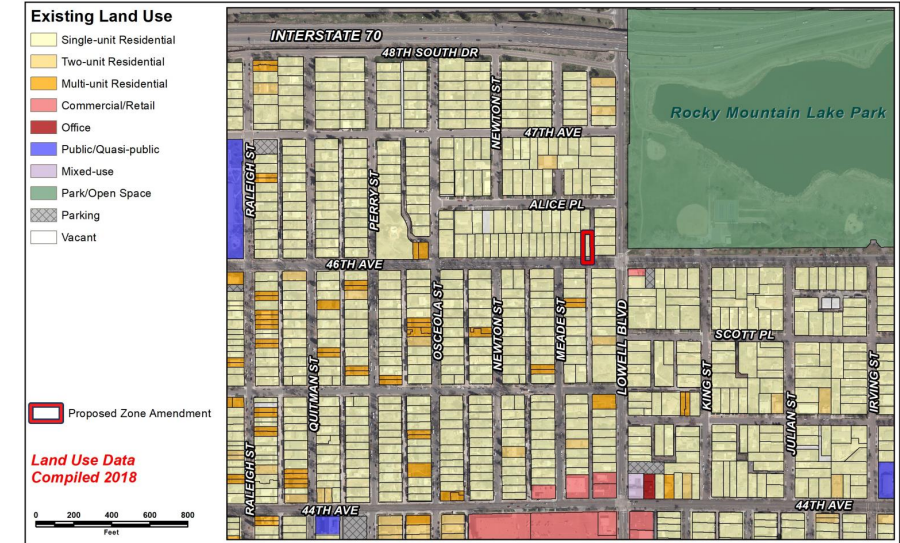 Existing Land Use
Single-unit Residential
Two-unit Residential
Multi-unit Residential
Commercial/Retail
Office
Public/Quasi-public
Mixed-use
Park/Open Space
Parking
Vacant
Proposed Zone Amendment
Land Use Data
Compiled 2018
0 200 400 600 800
Feet
INTERSTATE 70
48TH SOUTH DR
NEWTON ST
Rocky Mountain Lake Park
47TH AVE
RALEIGH ST
PERRY ST
ALICE PL
46TH AVE
OSCEOLA ST
NEWTON ST
MEADE ST
LOWELL BLVD
SCOTT PL
QUITMAN ST
KING ST
IRVING ST
JULIAN ST
RALEIGH ST
44TH AVE
44TH AVE